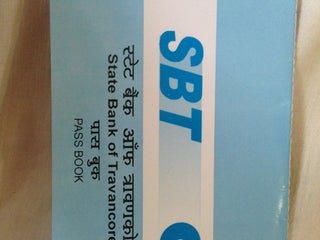 SBT
स्टेट बैंक ऑफ त्रावणको
State Bank of Travancore
पास बुक
PASS BOOK